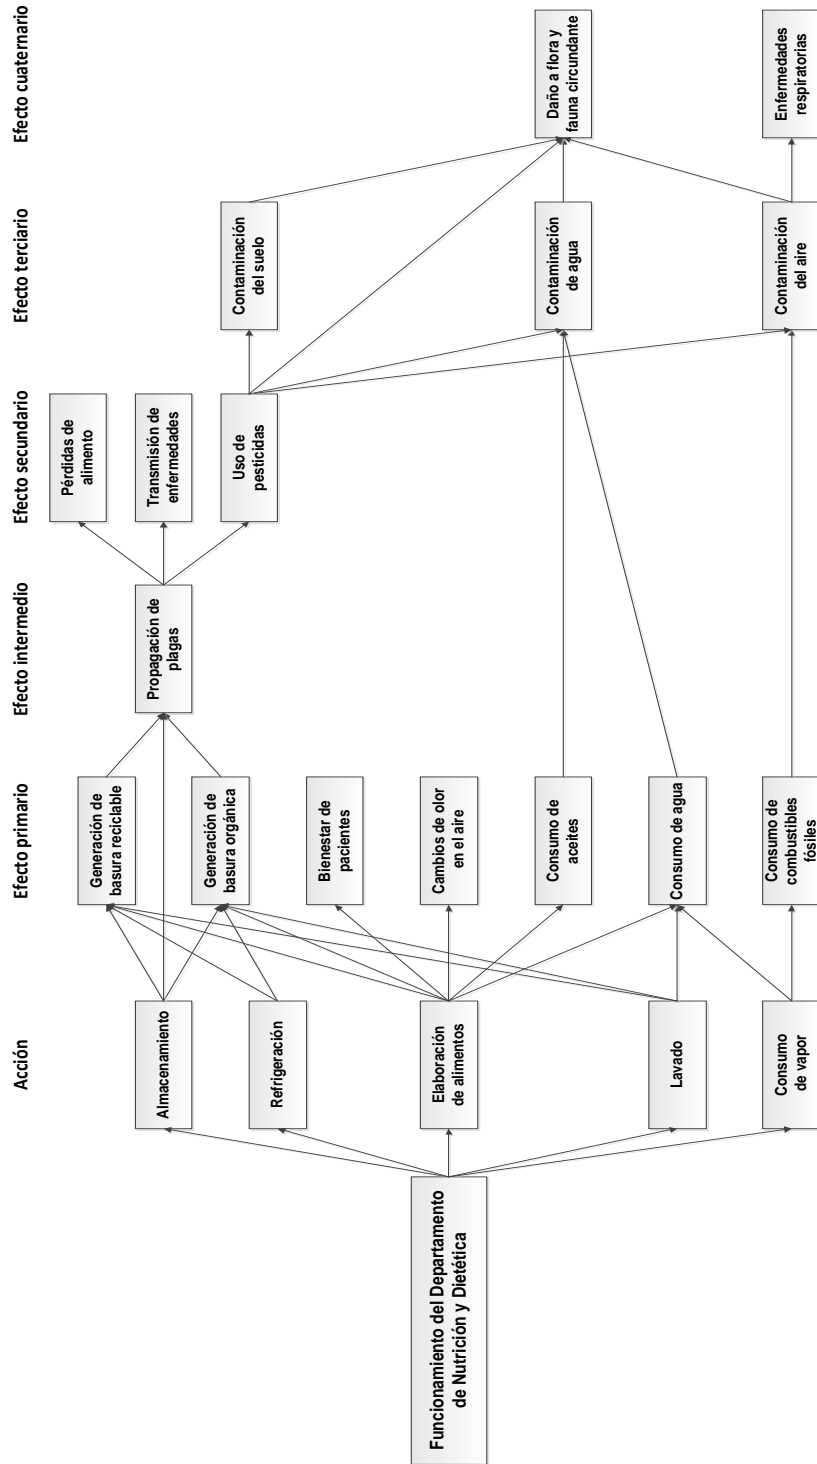 Acción
Efecto primario
Efecto intermedio
Efecto secundario
Efecto terciario
Efecto cuaternario
Funcionamiento del Departamento
de Nutrición y Dietética
Almacenamiento
Refrigeración
Elaboración
de alimentos
Lavado
Consumo
de vapor
Generación de
basura reciclable
Generación de
basura orgánica
Bienestar de
pacientes
Cambios de olor
en el aire
Consumo de
aceites
Consumo de agua
Consumo de
combustibles
fósiles
Propagación de
plagas
Pérdidas de
alimento
Transmisión de
enfermedades
Uso de
pesticidas
Contaminación
del suelo
Contaminación
de agua
Contaminación
del aire
Daño a flora y
fauna circundante
Enfermedades
respiratorias